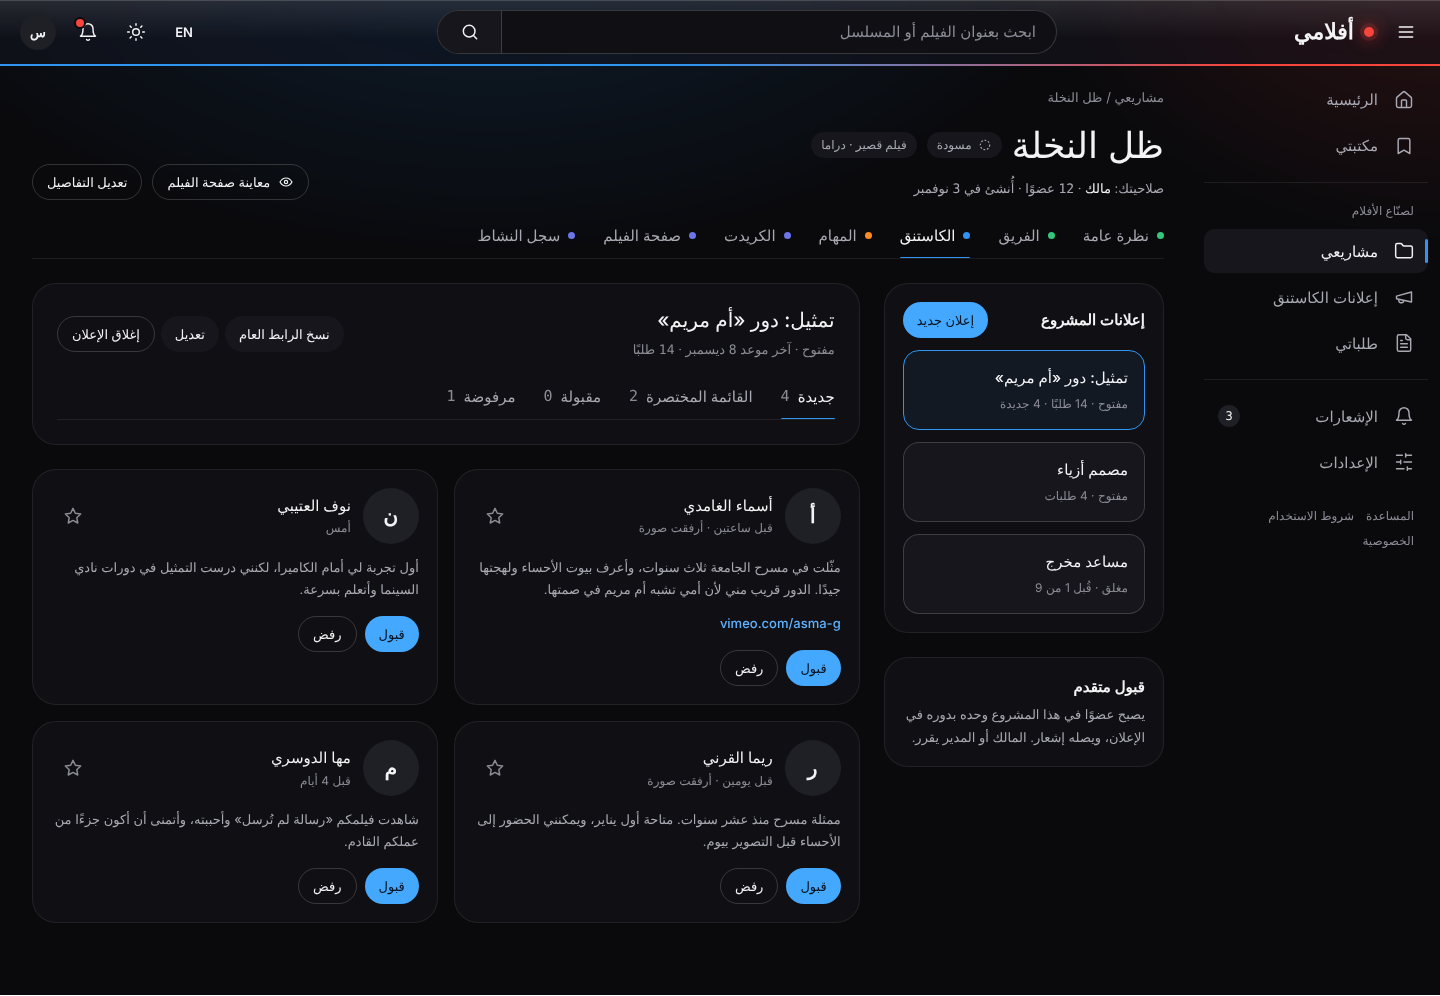 أفلامي
ابحث بعنوان الفيلم أو المسلسل
EN
س
الرئيسية
مكتبتي
لصنّاع الأفلام
مشاريعي
إعلانات الكاستنق
طلباتي
الإشعارات 3
الإعدادات
المساعدة شروط الاستخدام
الخصوصية
مشاريعي / ظل النخلة
ظل النخلة مسودة فيلم قصير · دراما
صلاحيتك: مالك · 12 عضوًا · أُنشئ في 3 نوفمبر
معاينة صفحة الفيلم تعديل التفاصيل
نظرة عامة الفريق الكاستنق المهام الكريدت صفحة الفيلم سجل النشاط
إعلانات المشروع إعلان جديد
تمثيل: دور «أم مريم»
مفتوح · 14 طلبًا · 4 جديدة
مصمم أزياء
مفتوح · 4 طلبات
مساعد مخرج
مغلق · قُبل 1 من 9
قبول متقدم
يصبح عضوًا في هذا المشروع وحده بدوره في
الإعلان، ويصله إشعار. المالك أو المدير يقرر.
تمثيل: دور «أم مريم»
مفتوح · آخر موعد 8 ديسمبر · 14 طلبًا
نسخ الرابط العام تعديل إغلاق الإعلان
جديدة 4 القائمة المختصرة 2 مقبولة 0 مرفوضة 1
أ
أسماء الغامدي
قبل ساعتين · أرفقت صورة
مثّلت في مسرح الجامعة ثلاث سنوات، وأعرف بيوت الأحساء ولهجتها
جيدًا. الدور قريب مني لأن أمي تشبه أم مريم في صمتها.
vimeo.com/asma-g
قبول رفض
ن
نوف العتيبي
أمس
أول تجربة لي أمام الكاميرا، لكنني درست التمثيل في دورات نادي
السينما وأتعلم بسرعة.
قبول رفض
ر
ريما القرني
قبل يومين · أرفقت صورة
ممثلة مسرح منذ عشر سنوات. متاحة أول يناير، ويمكنني الحضور إلى
الأحساء قبل التصوير بيوم.
قبول رفض
م
مها الدوسري
قبل 4 أيام
شاهدت فيلمكم «رسالة لم تُرسل» وأحببته، وأتمنى أن أكون جزءًا من
عملكم القادم.
قبول رفض